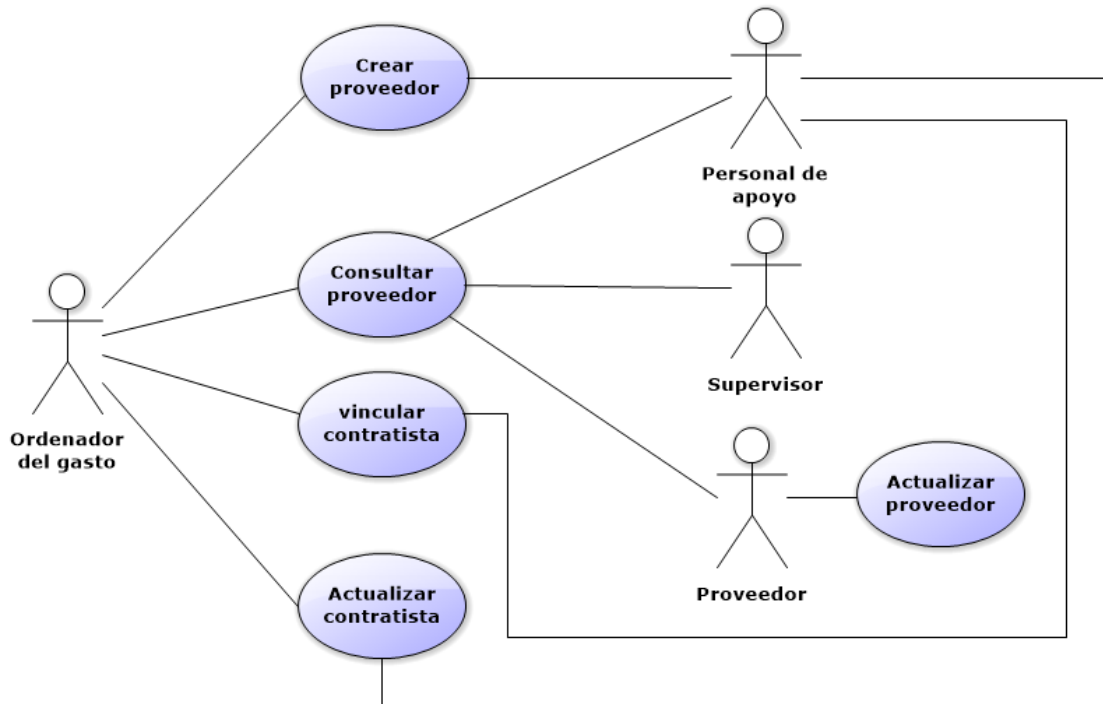 Crear
proveedor
Personal de
apoyo
Consultar
proveedor
Supervisor
Ordenador
del gasto
vincular
contratista
Actualizar
proveedor
Proveedor
Actualizar
contratista